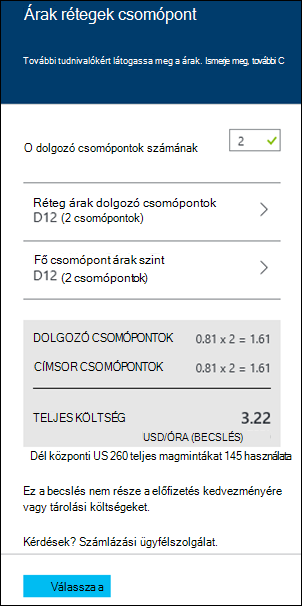 Árak rétegek csomópont
További tudnivalókért látogassa meg a árak. Ismerje meg, további C
O dolgozó csomópontok számának
2
Réteg árak dolgozó csomópontok
D12 (2 csomópontok)
Fő csomópont árak szint
D12 (2 csomópontok)
DOLGOZÓ CSOMÓPONTOK 0.81 x 2 = 1.61
CÍMSOR CSOMÓPONTOK 0.81 x 2 = 1.61
TELJES KÖLTSÉG 3.22
USD/ÓRA (BECSLÉS)
Dél központi US 260 teljes magmintákat 145 használata
Ez a becslés nem része a előfizetés kedvezményére
vagy tárolási költségeket.
Kérdések? Számlázási ügyfélszolgálat.
Válassza a